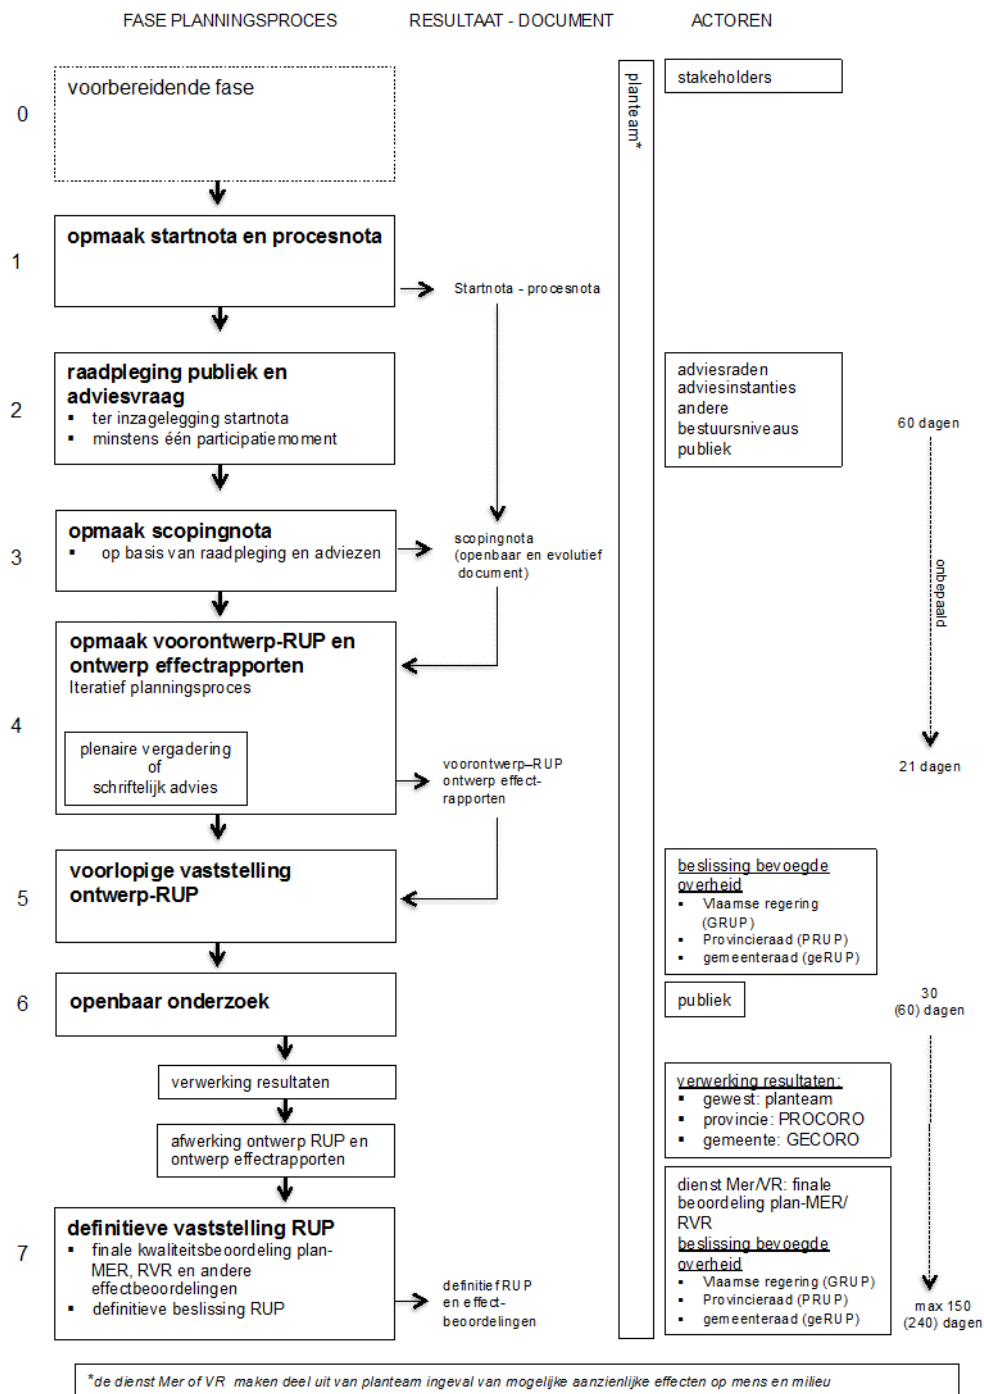 FASE PLANNINGSPROCES RESULTAAT - DOCUMENT ACTOREN
0
voorbereidende fase
planteam*
stakeholders
1
opmaak startnota en procesnota
Startnota - procesnota
2
raadpleging publiek en
adviesvraag
▪ ter inzagelegging startnota
▪ minstens één participatiemoment
adviesraden
adviesinstanties
andere
bestuursniveaus
publiek
60 dagen
3
opmaak scopingnota
▪ op basis van raadpleging en adviezen
scopingnota
(openbaar en evolutief
document)
onbepaald
4
opmaak voorontwerp-RUP en
ontwerp effectrapporten
Iteratief planningsproces
plenaire vergadering
of
schriftelijk advies
voorontwerp–RUP
ontwerp effect-
rapporten
21 dagen
5
voorlopige vaststelling
ontwerp-RUP
beslissing bevoegde
overheid
▪ Vlaamse regering
(GRUP)
▪ Provincieraad (PRUP)
▪ gemeenteraad (geRUP)
6
openbaar onderzoek
publiek
30
(60) dagen
verwerking resultaten
verwerking resultaten:
▪ gewest: planteam
▪ provincie: PROCORO
▪ gemeente: GECORO
afwerking ontwerp RUP en
ontwerp effectrapporten
7
definitieve vaststelling RUP
▪ finale kwaliteitsbeoordeling plan-
MER, RVR en andere
effectbeoordelingen
▪ definitieve beslissing RUP
definitief RUP
en effect-
beoordelingen
dienst Mer/VR: finale
beoordeling plan-MER/
RVR
beslissing bevoegde
overheid
▪ Vlaamse regering (GRUP)
▪ Provincieraad (PRUP)
▪ gemeenteraad (geRUP)
max 150
(240) dagen
*de dienst Mer of VR maken deel uit van planteam ingeval van mogelijke aanzienlijke effecten op mens en milieu